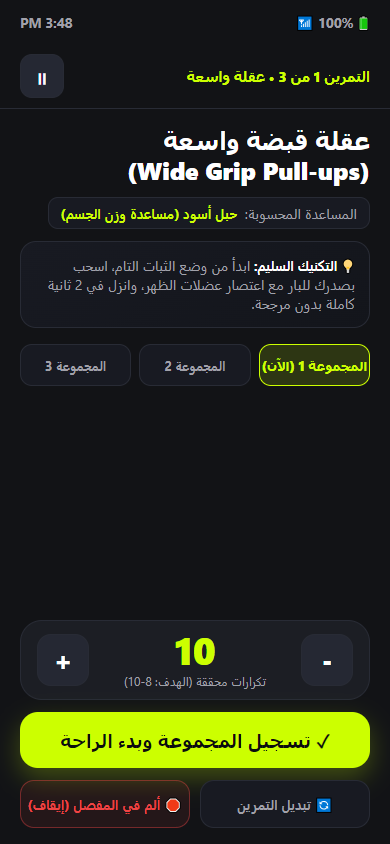 3:48 PM
100%
التمرين 1 من 3 • عقلة واسعة
عقلة قبضة واسعة
(Wide Grip Pull-ups)
المساعدة المحسوبة: حبل أسود (مساعدة وزن الجسم)
التكنيك السليم: ابدأ من وضع الثبات التام، اسحب
بصدرك للبار مع اعتصار عضلات الظهر، وانزل في 2 ثانية
كاملة بدون مرجحة.
المجموعة 1 (الآن)
المجموعة 2
المجموعة 3
-
10
+
تكرارات محققة (الهدف: 8-10)
✓ تسجيل المجموعة وبدء الراحة
🔄 تبديل التمرين
🛑 ألم في المفصل (إيقاف)